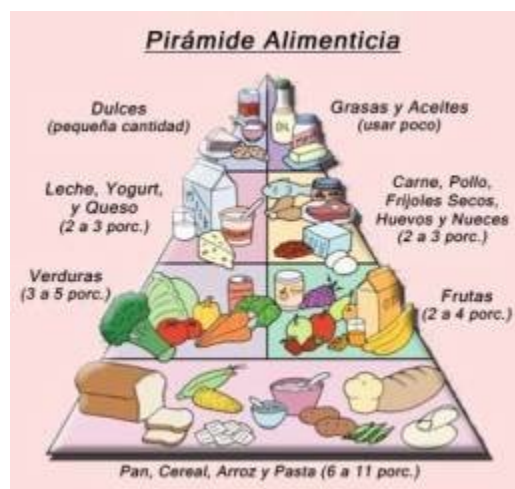 Pirámide Alimenticia
Dulces
(pequeña cantidad)
Grasas y Aceites
(usar poco)
Leche, Yogurt,
y Queso
(2 a 3 porc.)
Carne, Pollo,
Frijoles Secos,
Huevos y Nueces
(2 a 3 porc.)
Verduras
(3 a 5 porc.)
Frutas
(2 a 4 porc.)
Pan, Cereal, Arroz y Pasta (6 a 11 porc.)